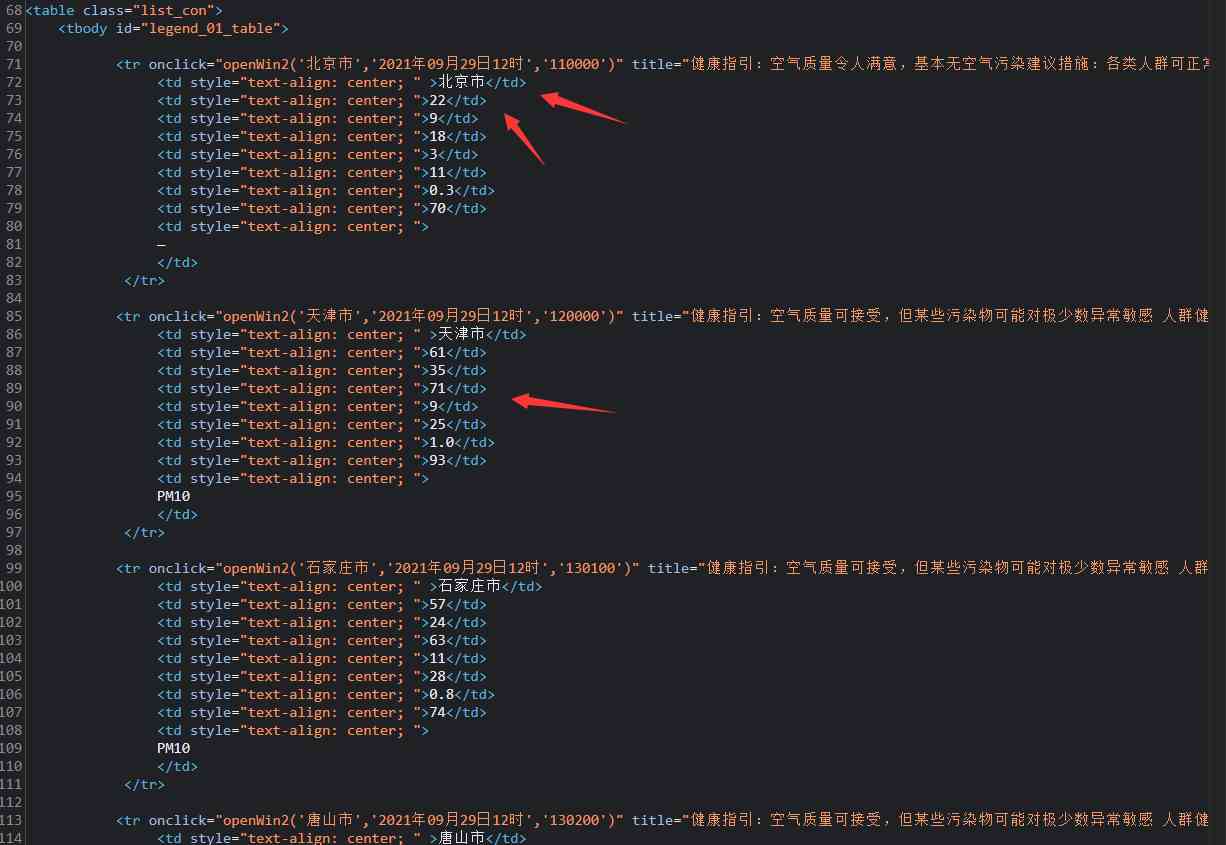 68 <table class="list_con">
69 <tbody id="legend_01_table">
70
71 <tr onclick="openWin2('北京市','2021年09月29日12时','110000')" title="健康指引：空气质量令人满意，基本无空气污染建议措施：各类人群可正常
72 <td style="text-align: center; " >北京市</td>
73 <td style="text-align: center; ">22</td>
74 <td style="text-align: center; ">9</td>
75 <td style="text-align: center; ">18</td>
76 <td style="text-align: center; ">3</td>
77 <td style="text-align: center; ">11</td>
78 <td style="text-align: center; ">0.3</td>
79 <td style="text-align: center; ">70</td>
80 <td style="text-align: center; ">
81 —
82 </td>
83 </tr>
84
85 <tr onclick="openWin2('天津市','2021年09月29日12时','120000')" title="健康指引：空气质量可接受，但某些污染物可能对极少数异常敏感 人群健
86 <td style="text-align: center; " >天津市</td>
87 <td style="text-align: center; ">61</td>
88 <td style="text-align: center; ">35</td>
89 <td style="text-align: center; ">71</td>
90 <td style="text-align: center; ">9</td>
91 <td style="text-align: center; ">25</td>
92 <td style="text-align: center; ">1.0</td>
93 <td style="text-align: center; ">93</td>
94 <td style="text-align: center; ">
95 PM10
96 </td>
97 </tr>
98
99 <tr onclick="openWin2('石家庄市','2021年09月29日12时','130100')" title="健康指引：空气质量可接受，但某些污染物可能对极少数异常敏感 人群
100 <td style="text-align: center; " >石家庄市</td>
101 <td style="text-align: center; ">57</td>
102 <td style="text-align: center; ">24</td>
103 <td style="text-align: center; ">63</td>
104 <td style="text-align: center; ">11</td>
105 <td style="text-align: center; ">28</td>
106 <td style="text-align: center; ">0.8</td>
107 <td style="text-align: center; ">74</td>
108 <td style="text-align: center; ">
109 PM10
110 </td>
111 </tr>
112
113 <tr onclick="openWin2('唐山市','2021年09月29日12时','130200')" title="健康指引：空气质量可接受，但某些污染物可能对极少数异常敏感 人群健
114 <td style="text-align: center; " >唐山市</td>